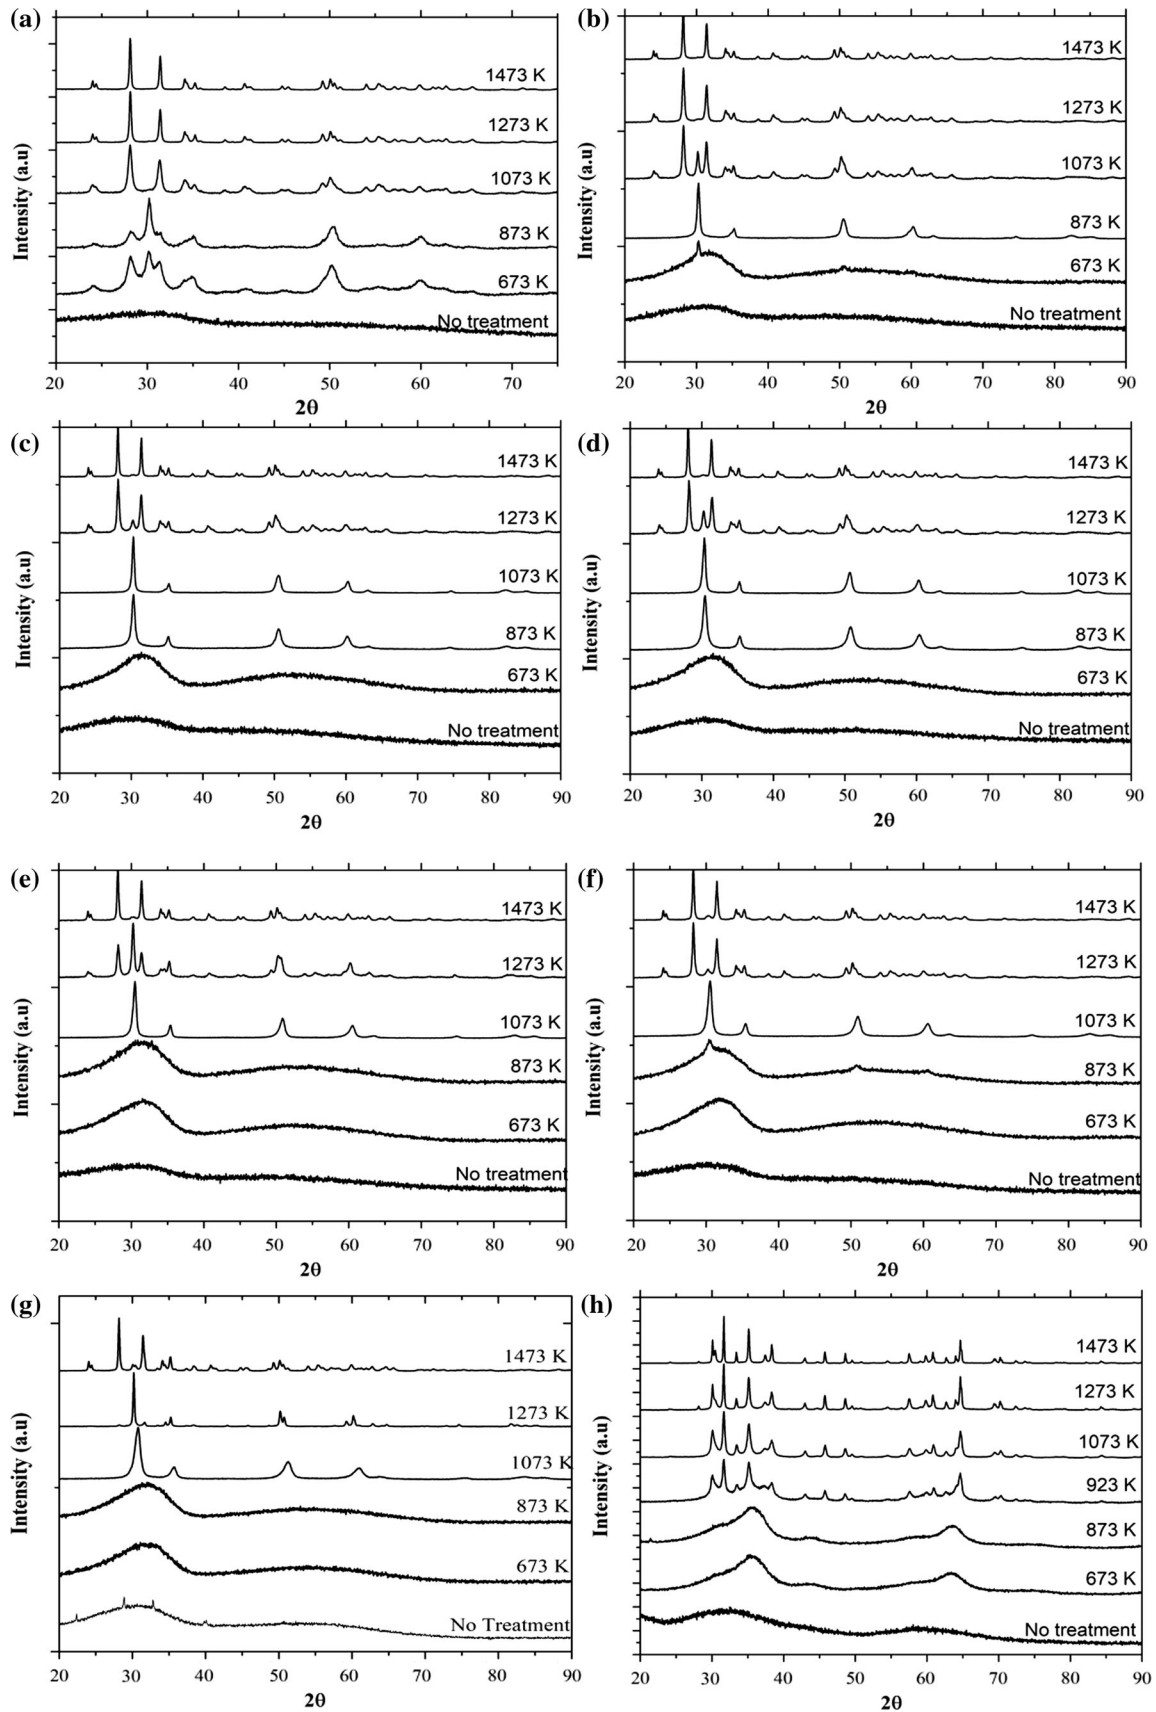 (a)
1473 K
1273 K
1073 K
873 K
673 K
No treatment
Intensity (a.u)
20 30 40 50 60 70
2θ
(b)
1473 K
1273 K
1073 K
873 K
673 K
No treatment
Intensity (a.u)
20 30 40 50 60 70 80 90
2θ
(c)
1473 K
1273 K
1073 K
873 K
673 K
No treatment
Intensity (a.u)
20 30 40 50 60 70 80 90
2θ
(d)
1473 K
1273 K
1073 K
873 K
673 K
No treatment
Intensity (a.u)
20 30 40 50 60 70 80 90
2θ
(e)
1473 K
1273 K
1073 K
873 K
673 K
No treatment
Intensity (a.u)
20 30 40 50 60 70 80 90
2θ
(f)
1473 K
1273 K
1073 K
873 K
673 K
No treatment
Intensity (a.u)
20 30 40 50 60 70 80 90
2θ
(g)
1473 K
1273 K
1073 K
873 K
673 K
No Treatment
Intensity (a.u)
20 30 40 50 60 70 80 90
2θ
(h)
1473 K
1273 K
1073 K
923 K
873 K
673 K
No treatment
Intensity (a.u)
20 30 40 50 60 70 80 90
2θ